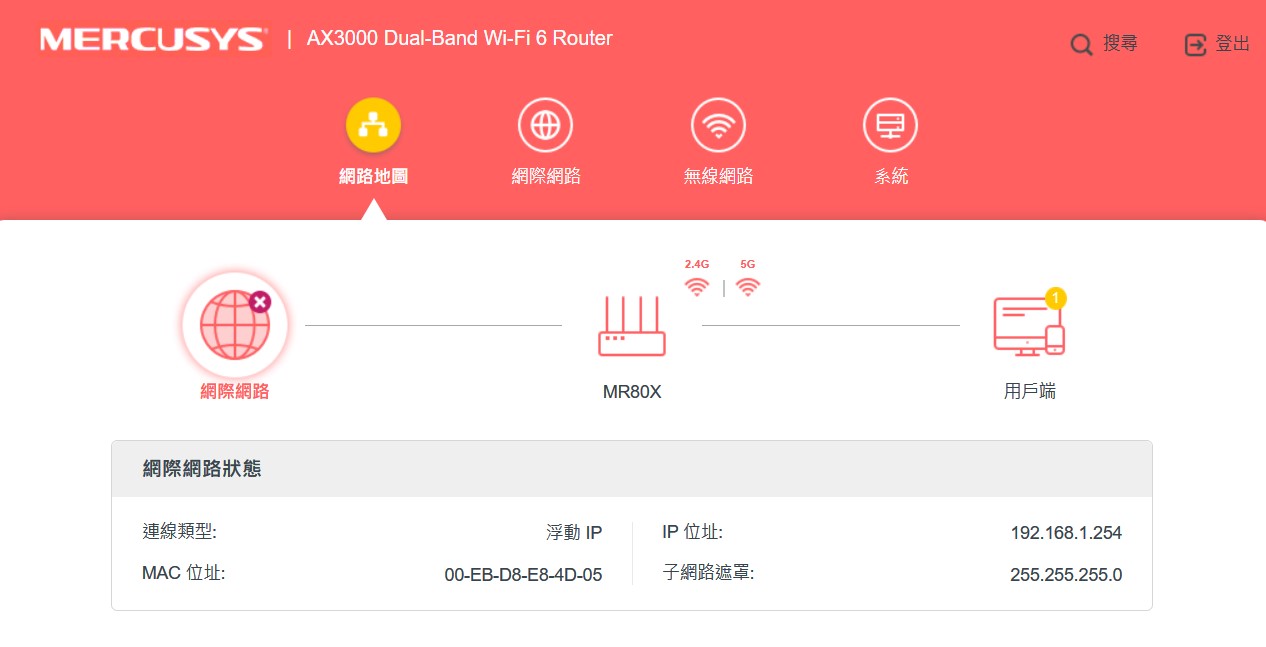 MERCUSYS | AX3000 Dual-Band Wi-Fi 6 Router
搜尋 登出
網路地圖 網際網路 無線網路 系統
2.4G | 5G
1
網際網路 MR80X 用戶端
網際網路狀態
連線類型: 浮動 IP IP 位址: 192.168.1.254
MAC 位址: 00-EB-D8-E8-4D-05 子網路遮罩: 255.255.255.0